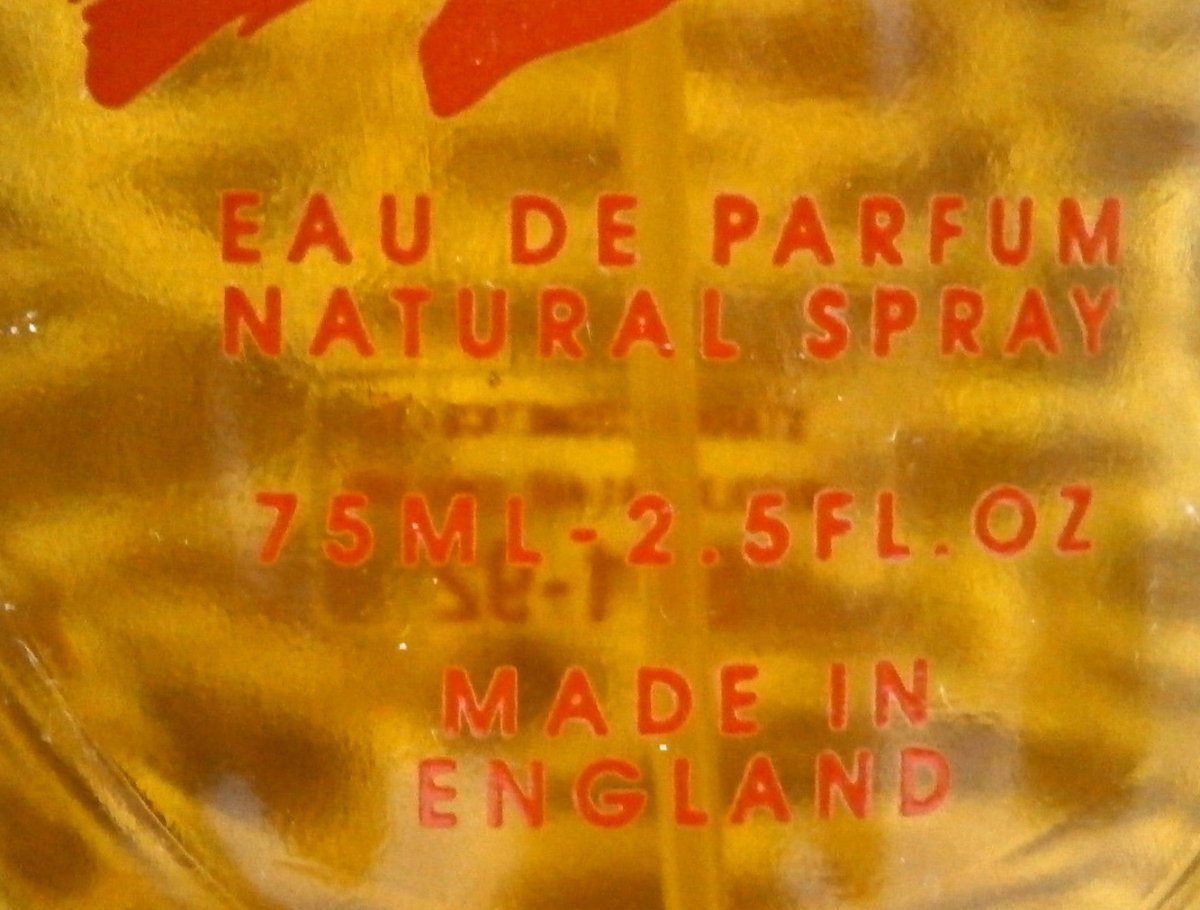 EAU DE PARFUM
NATURAL SPRAY
75ML-2.5FL.OZ
MADE IN
ENGLAND